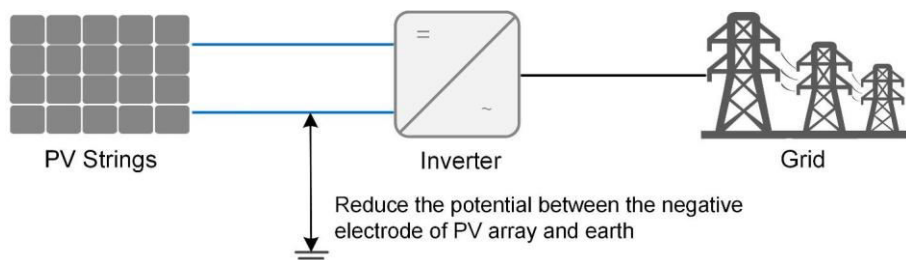 =
~
PV Strings
Inverter
Grid
Reduce the potential between the negative
electrode of PV array and earth